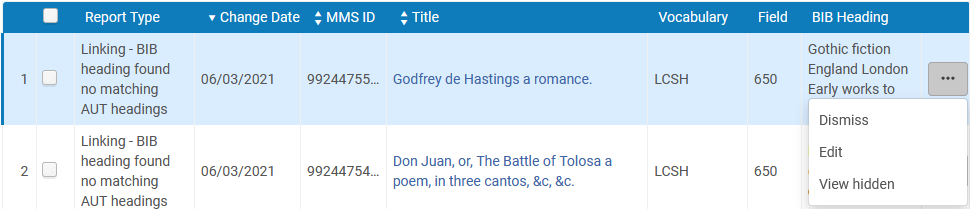 Report Type Change Date MMS ID Title Vocabulary Field BIB Heading
1
Linking - BIB
heading found
no matching
AUT headings
06/03/2021
99244755...
Godfrey de Hastings a romance.
LCSH
650
Gothic fiction
England London
Early works to
Dismiss
Edit
View hidden
2
Linking - BIB
heading found
no matching
AUT headings
06/03/2021
99244754...
Don Juan, or, The Battle of Tolosa a
poem, in three cantos, &c, &c.
LCSH
650